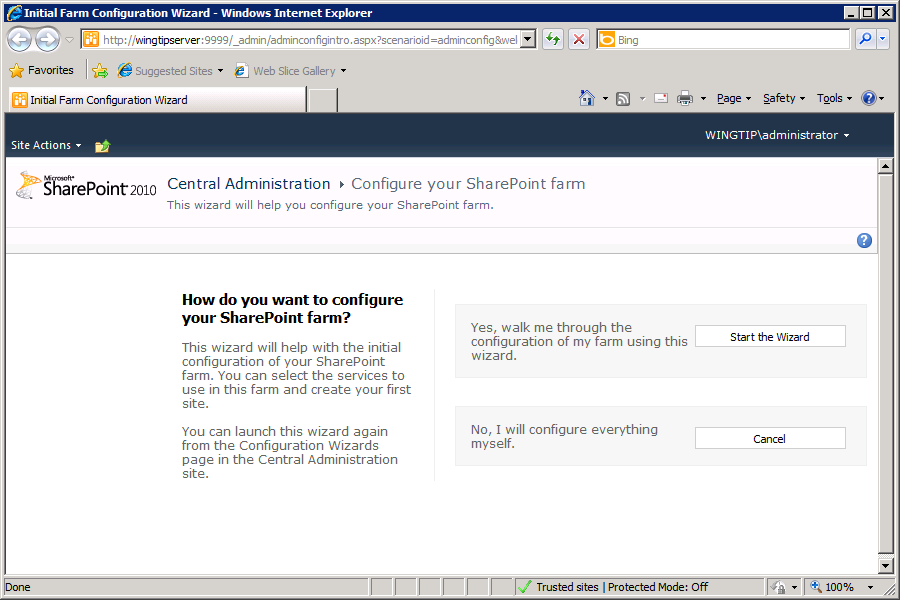 Initial Farm Configuration Wizard - Windows Internet Explorer
http://wingtipserver:9999/_admin/adminconfigintro.aspx?scenarioid=adminconfig&wel
Bing
Favorites
Suggested Sites
Web Slice Gallery
Initial Farm Configuration Wizard
Page
Safety
Tools
Site Actions
WINGTIP\administrator
Microsoft®
SharePoint 2010
Central Administration
Configure your SharePoint farm
This wizard will help you configure your SharePoint farm.
How do you want to configure
your SharePoint farm?
This wizard will help with the initial
configuration of your SharePoint
farm. You can select the services to
use in this farm and create your first
site.
You can launch this wizard again
from the Configuration Wizards
page in the Central Administration
site.
Yes, walk me through the
configuration of my farm using this
wizard.
Start the Wizard
No, I will configure everything
myself.
Cancel
Done
Trusted sites | Protected Mode: Off
100%